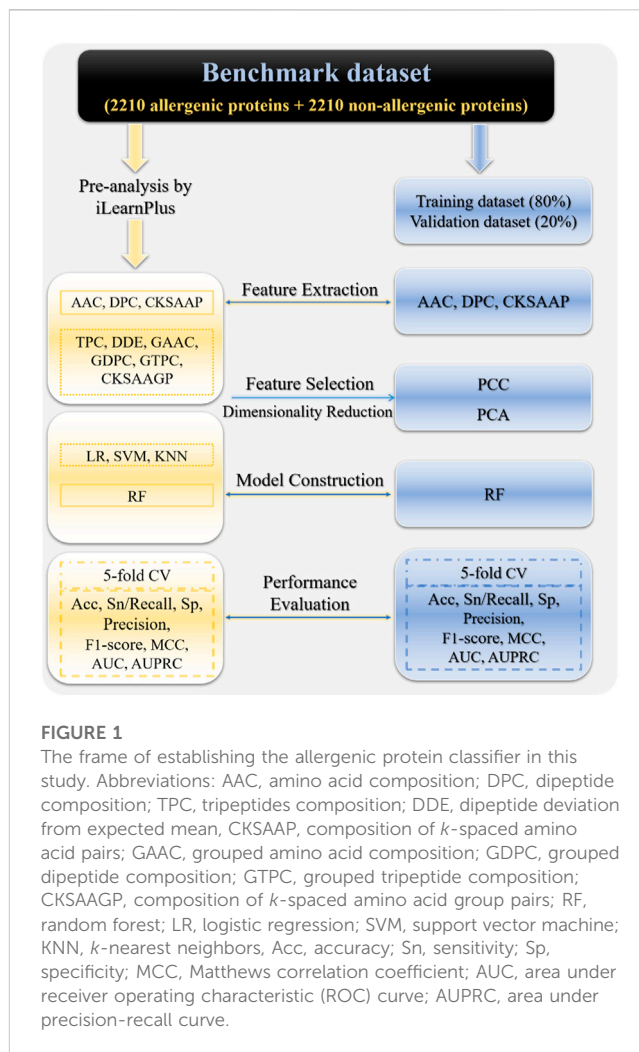 Benchmark dataset
(2210 allergenic proteins + 2210 non-allergenic proteins)
Pre-analysis by
iLearnPlus
Training dataset (80%)
Validation dataset (20%)
AAC, DPC, CKSAAP
TPC, DDE, GAAC,
GDPC, GTPC,
CKSAAGP
Feature Extraction
AAC, DPC, CKSAAP
Feature Selection
Dimensionality Reduction
PCC
PCA
LR, SVM, KNN
RF
Model Construction
RF
5-fold CV
Acc, Sn/Recall, Sp,
Precision,
F1-score, MCC,
AUC, AUPRC
Performance
Evaluation
5-fold CV
Acc, Sn/Recall, Sp,
Precision,
F1-score, MCC,
AUC, AUPRC
FIGURE 1
The frame of establishing the allergenic protein classifier in this
study. Abbreviations: AAC, amino acid composition; DPC, dipeptide
composition; TPC, tripeptides composition; DDE, dipeptide deviation
from expected mean, CKSAAP, composition of k-spaced amino
acid pairs; GAAC, grouped amino acid composition; GDPC, grouped
dipeptide composition; GTPC, grouped tripeptide composition;
CKSAAGP, composition of k-spaced amino acid group pairs; RF,
random forest; LR, logistic regression; SVM, support vector machine;
KNN, k-nearest neighbors, Acc, accuracy; Sn, sensitivity; Sp,
specificity; MCC, Matthews correlation coefficient; AUC, area under
receiver operating characteristic (ROC) curve; AUPRC, area under
precision-recall curve.